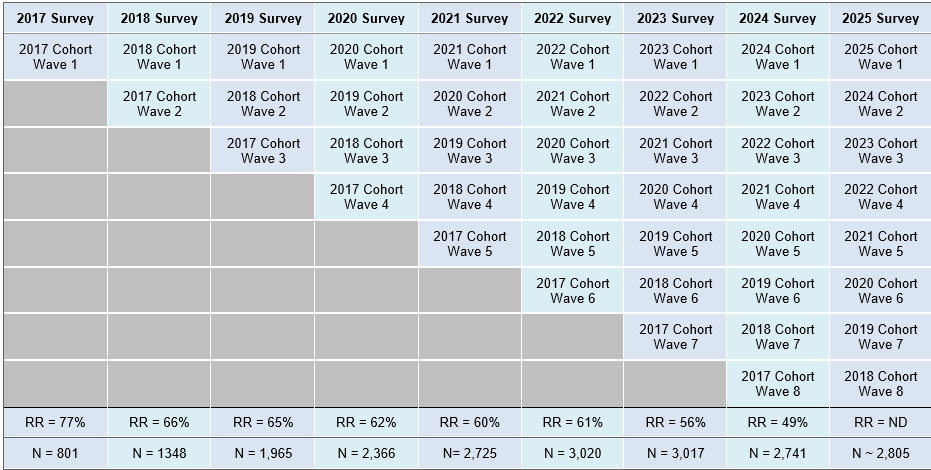 2017 Survey 2018 Survey 2019 Survey 2020 Survey 2021 Survey 2022 Survey 2023 Survey 2024 Survey 2025 Survey
2017 Cohort 2018 Cohort 2019 Cohort 2020 Cohort 2021 Cohort 2022 Cohort 2023 Cohort 2024 Cohort 2025 Cohort
Wave 1 Wave 1 Wave 1 Wave 1 Wave 1 Wave 1 Wave 1 Wave 1 Wave 1
2017 Cohort 2018 Cohort 2019 Cohort 2020 Cohort 2021 Cohort 2022 Cohort 2023 Cohort 2024 Cohort
Wave 2 Wave 2 Wave 2 Wave 2 Wave 2 Wave 2 Wave 2 Wave 2
2017 Cohort 2018 Cohort 2019 Cohort 2020 Cohort 2021 Cohort 2022 Cohort 2023 Cohort
Wave 3 Wave 3 Wave 3 Wave 3 Wave 3 Wave 3 Wave 3
2017 Cohort 2018 Cohort 2019 Cohort 2020 Cohort 2021 Cohort 2022 Cohort
Wave 4 Wave 4 Wave 4 Wave 4 Wave 4 Wave 4
2017 Cohort 2018 Cohort 2019 Cohort 2020 Cohort 2021 Cohort
Wave 5 Wave 5 Wave 5 Wave 5 Wave 5
2017 Cohort 2018 Cohort 2019 Cohort 2020 Cohort
Wave 6 Wave 6 Wave 6 Wave 6
2017 Cohort 2018 Cohort 2019 Cohort
Wave 7 Wave 7 Wave 7
2017 Cohort 2018 Cohort
Wave 8 Wave 8
RR = 77% RR = 66% RR = 65% RR = 62% RR = 60% RR = 61% RR = 56% RR = 49% RR = ND
N = 801 N = 1348 N = 1,965 N = 2,366 N= 2,725 N = 3,020 N = 3,017 N = 2,741 N ~ 2,805